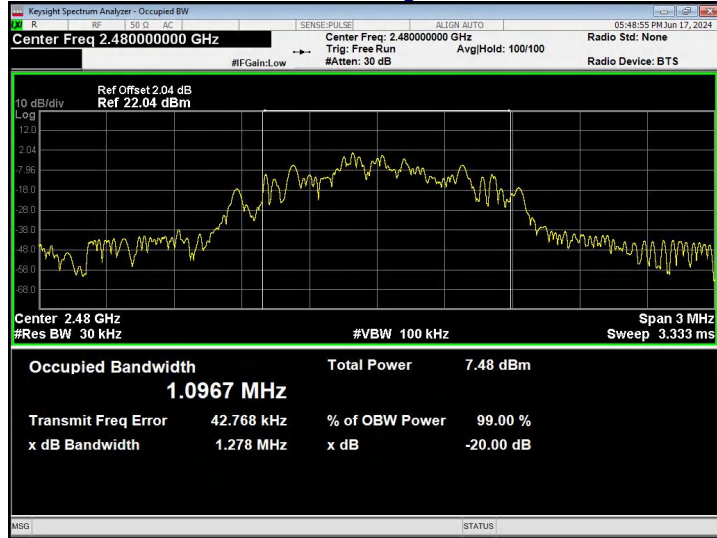 Keysight Spectrum Analyzer - Occupied BW
LXI R RF 50 Ω AC SENSE:PULSE ALIGN AUTO 05:48:55 PM Jun 17, 2024
Center Freq 2.480000000 GHz Center Freq: 2.480000000 GHz Radio Std: None
Trig: Free Run Avg|Hold: 100/100
#IFGain:Low #Atten: 30 dB Radio Device: BTS
Ref Offset 2.04 dB
10 dB/div Ref 22.04 dBm
Log
12.0
2.04
-7.96
-18.0
-28.0
-38.0
-48.0
-58.0
-68.0
Center 2.48 GHz Span 3 MHz
#Res BW 30 kHz #VBW 100 kHz Sweep 3.333 ms
Occupied Bandwidth Total Power 7.48 dBm
1.0967 MHz
Transmit Freq Error 42.768 kHz % of OBW Power 99.00 %
x dB Bandwidth 1.278 MHz x dB -20.00 dB
MSG STATUS